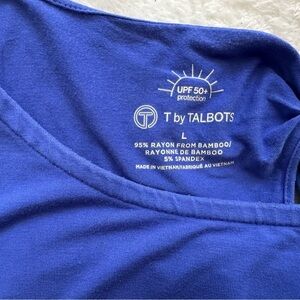 UPF 50+
protection
T T by TALBOTS
L
95% RAYON FROM BAMBOO/
RAYONNE DE BAMBOO
5% SPANDEX
MADE IN VIETNAM/FABRIQUÉ AU VIETNAM